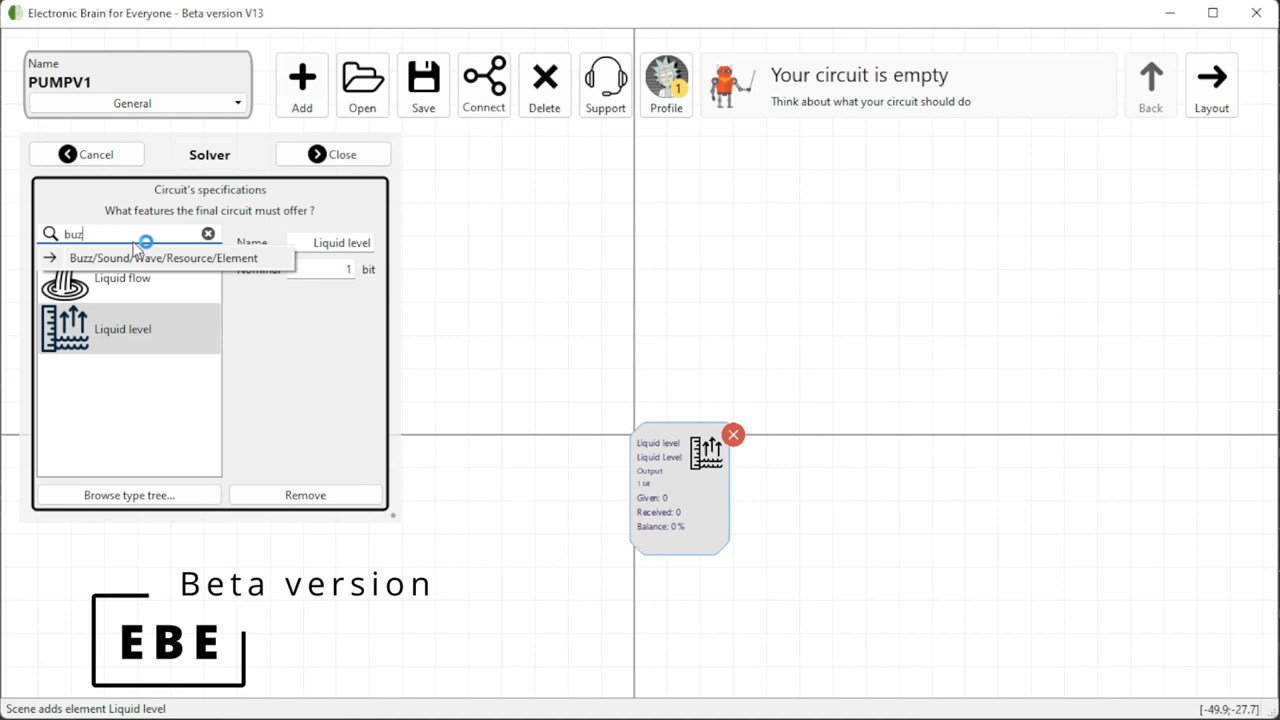 Electronic Brain for Everyone - Beta version V13
Name
PUMPV1
General
Add
Open
Save
Connect
Delete
Support
1
Profile
Your circuit is empty
Think about what your circuit should do
Back
Layout
Cancel
Solver
Close
Circuit's specifications
What features the final circuit must offer ?
buz
Name
Liquid level
Buzz/Sound/Wave/Resource/Element
Nominal
1
bit
Liquid flow
Liquid level
Browse type tree...
Remove
Liquid level
Liquid Level
Output
1 bit
Given: 0
Received: 0
Balance: 0 %
Beta version
EBE
Scene adds element Liquid level
[-49.9;-27.7]